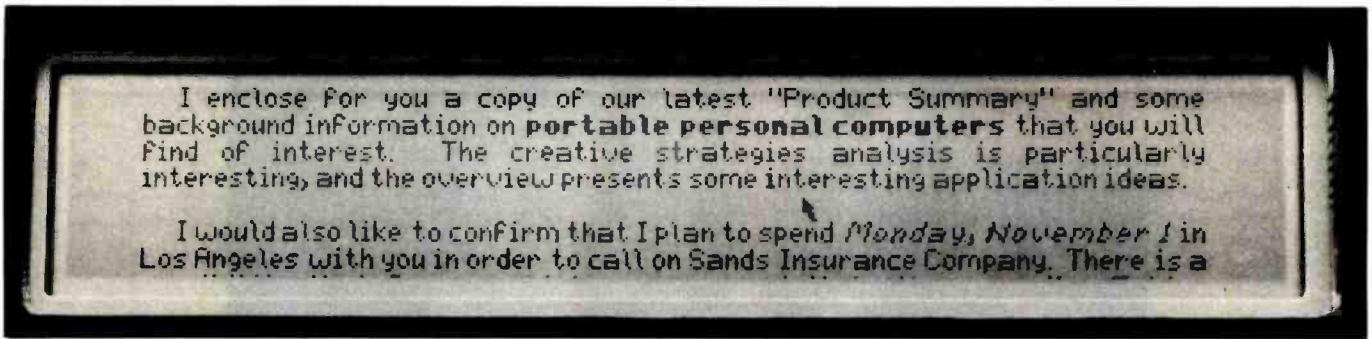 I enclose for you a copy of our latest "Product Summary" and some
background information on portable personal computers that you will
find of interest. The creative strategies analysis is particularly
interesting, and the overview presents some interesting application ideas.
I would also like to confirm that I plan to spend Monday, November 1 in
Los Angeles with you in order to call on Sands Insurance Company. There is a